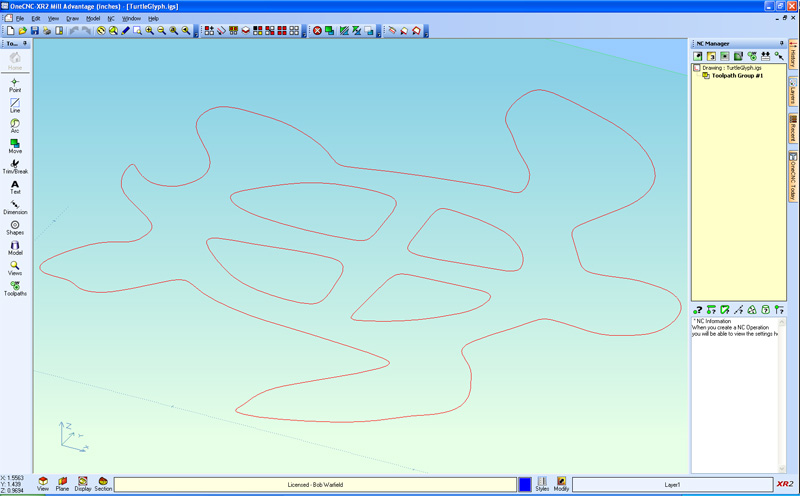 OneCNC XR2 Mill Advantage (Inches) - [TurtleGlyph.igs]
File Edit View Draw Model NC Window Help
To...
Home
Point
Line
Arc
Move
Trim/Break
Text
Dimension
Shapes
Model
Views
Toolpaths
Z
Y
X
NC Manager
Drawing : TurtleGlyph.igs
Toolpath Group #1
* NC Information
When you create a NC Operation
you will be able to view the settings h
History
Layers
Recent
OneCNC Today
X: 1.5563
Y: 1.439
Z: 0.9694
View Plane Display Section
Licensed - Bob Warfield
Styles Modify
Layer1
XR2